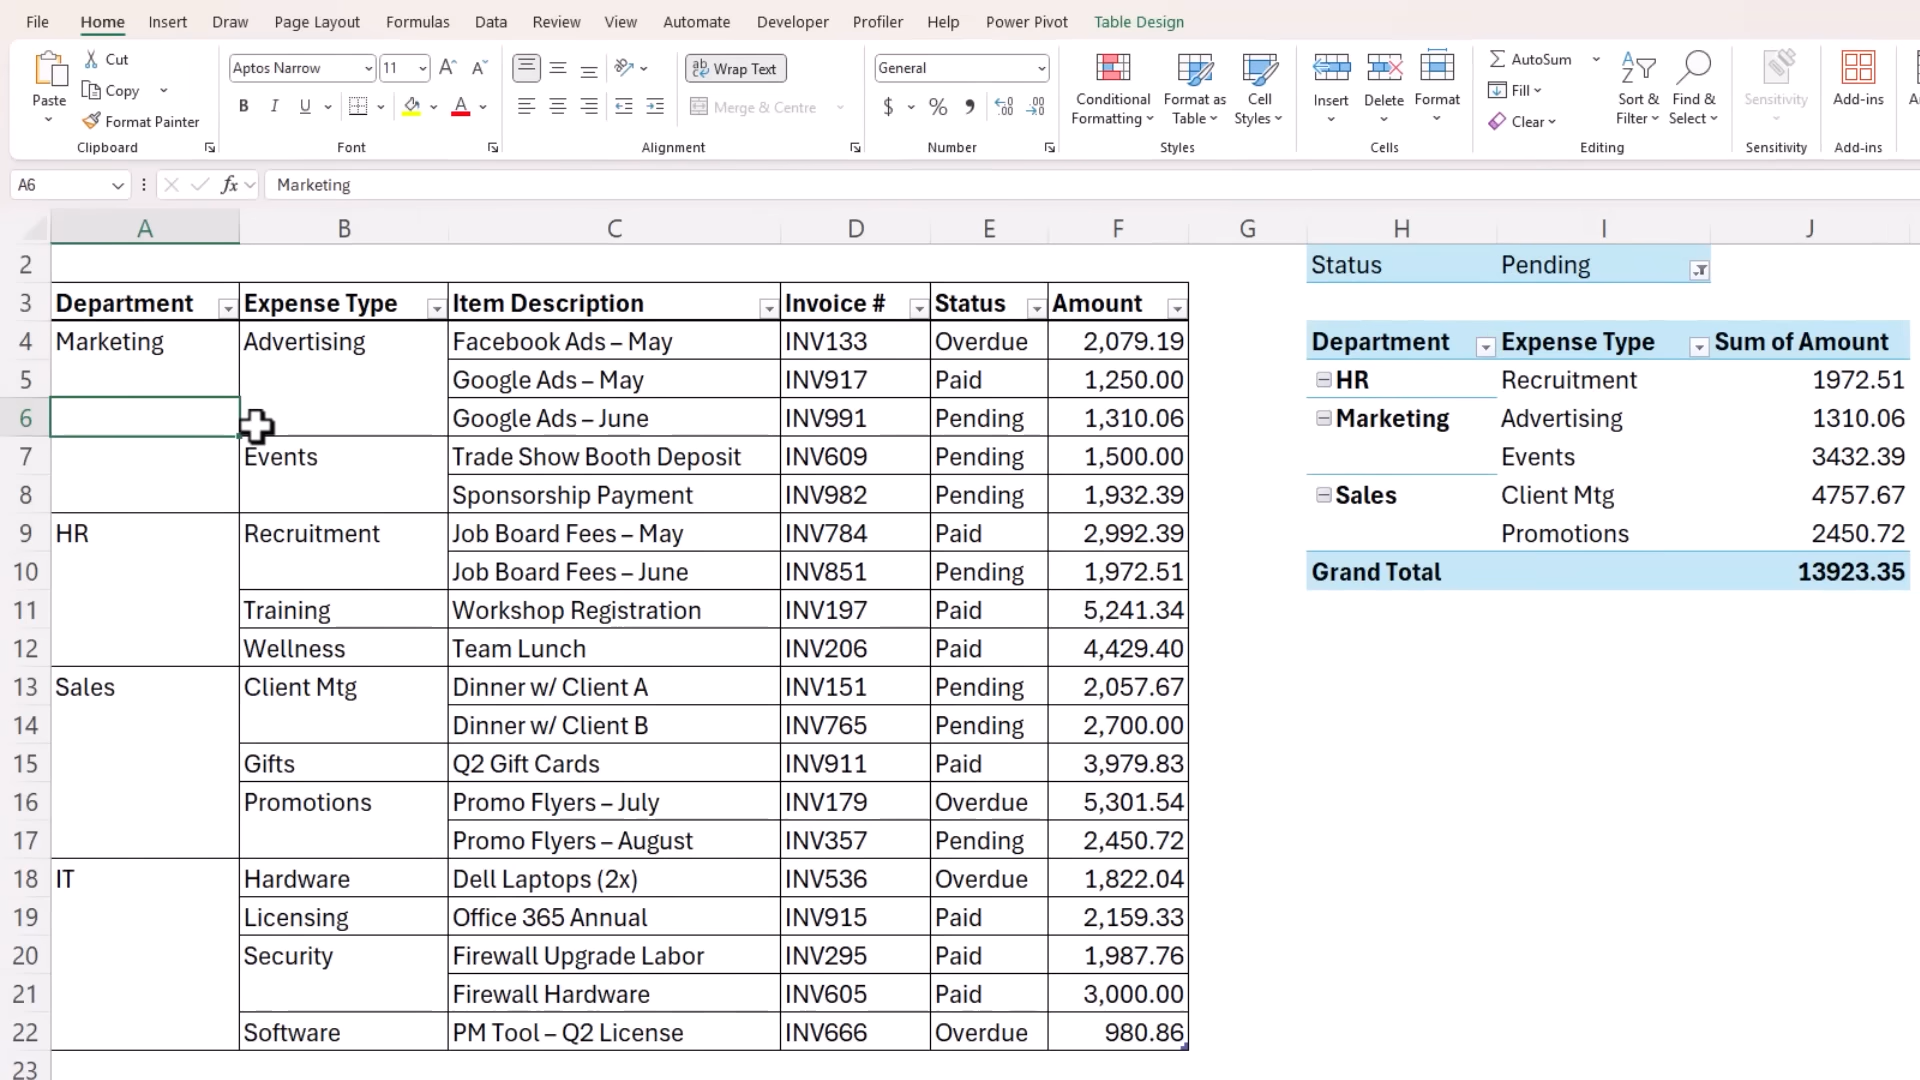 File Home Insert Draw Page Layout Formulas Data Review View Automate Developer Profiler Help Power Pivot Table Design
Paste Cut Copy Format Painter Clipboard
Aptos Narrow 11 B I U A Font
ab Wrap Text Merge & Centre Alignment
General $ % Number
Conditional Formatting Format as Table Cell Styles Styles
Insert Delete Format Cells
AutoSum Fill Clear Sort & Filter Find & Select Editing
Sensitivity Sensitivity
Add-ins Add-ins
A6 fx Marketing
A B C D E F G H I J
2 Status Pending
3 Department Expense Type Item Description Invoice # Status Amount
4 Marketing Advertising Facebook Ads – May INV133 Overdue 2,079.19 Department Expense Type Sum of Amount
5 Google Ads – May INV917 Paid 1,250.00 HR Recruitment 1972.51
6 Google Ads – June INV991 Pending 1,310.06 Marketing Advertising 1310.06
7 Events Trade Show Booth Deposit INV609 Pending 1,500.00 Events 3432.39
8 Sponsorship Payment INV982 Pending 1,932.39 Sales Client Mtg 4757.67
9 HR Recruitment Job Board Fees – May INV784 Paid 2,992.39 Promotions 2450.72
10 Job Board Fees – June INV851 Pending 1,972.51 Grand Total 13923.35
11 Training Workshop Registration INV197 Paid 5,241.34
12 Wellness Team Lunch INV206 Paid 4,429.40
13 Sales Client Mtg Dinner w/ Client A INV151 Pending 2,057.67
14 Dinner w/ Client B INV765 Pending 2,700.00
15 Gifts Q2 Gift Cards INV911 Paid 3,979.83
16 Promotions Promo Flyers – July INV179 Overdue 5,301.54
17 Promo Flyers – August INV357 Pending 2,450.72
18 IT Hardware Dell Laptops (2x) INV536 Overdue 1,822.04
19 Licensing Office 365 Annual INV915 Paid 2,159.33
20 Security Firewall Upgrade Labor INV295 Paid 1,987.76
21 Firewall Hardware INV605 Paid 3,000.00
22 Software PM Tool – Q2 License INV666 Overdue 980.86
23